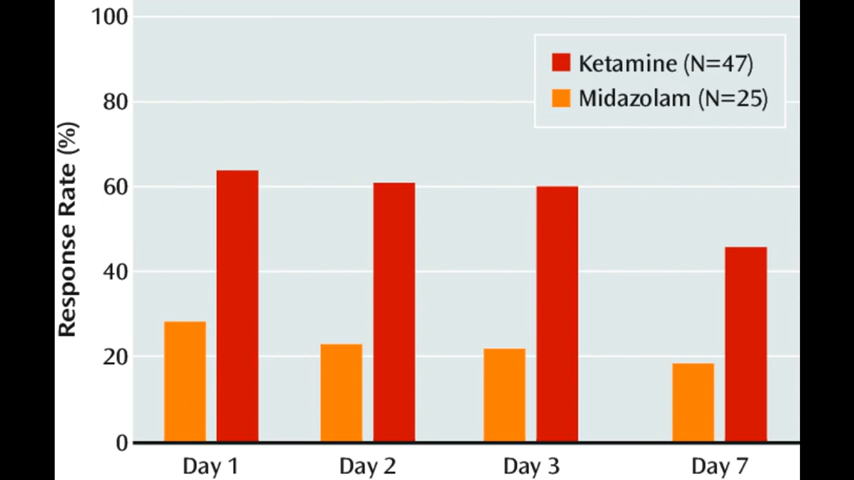 100
Ketamine (N=47)
80
Midazolam (N=25)
Response Rate (%)
60
40
20
0
Day 1
Day 2
Day 3
Day 7